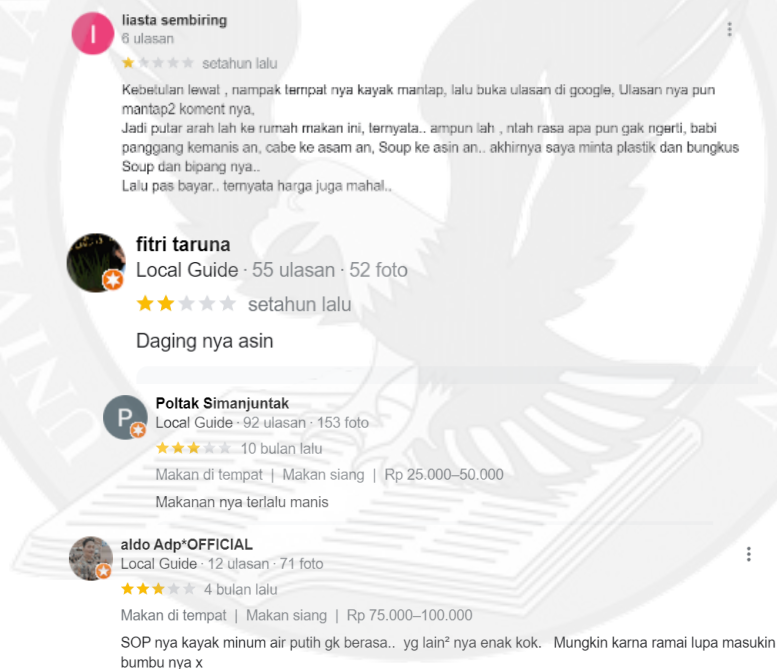 liasta sembiring
6 ulasan
setahun lalu
Kebetulan lewat , nampak tempat nya kayak mantap, lalu buka ulasan di google, Ulasan nya pun
mantap2 koment nya,
Jadi putar arah lah ke rumah makan ini, ternyata.. ampun lah , ntah rasa apa pun gak ngerti, babi
panggang kemanis an, cabe ke asam an, Soup ke asin an.. akhirnya saya minta plastik dan bungkus
Soup dan bipang nya..
Lalu pas bayar.. ternyata harga juga mahal..
fitri taruna
Local Guide · 55 ulasan · 52 foto
setahun lalu
Daging nya asin
P
Poltak Simanjuntak
Local Guide · 92 ulasan · 153 foto
10 bulan lalu
Makan di tempat | Makan siang | Rp 25.000–50.000
Makanan nya terlalu manis
aldo Adp*OFFICIAL
Local Guide · 12 ulasan · 71 foto
4 bulan lalu
Makan di tempat | Makan siang | Rp 75.000–100.000
SOP nya kayak minum air putih gk berasa.. yg lain² nya enak kok. Mungkin karna ramai lupa masukin
bumbu nya x